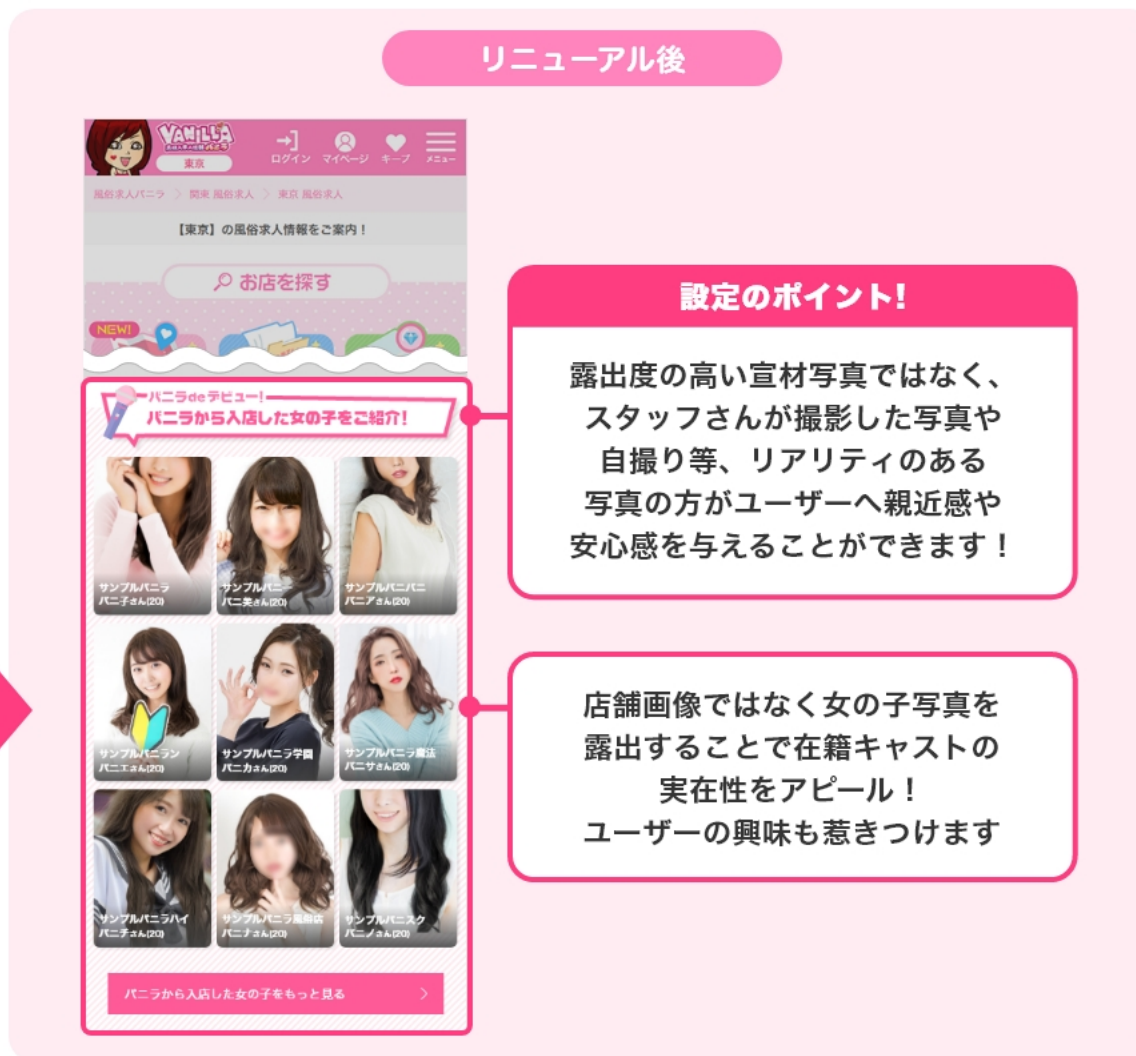 リニューアル後
VANILLA
東京
ログイン
マイページ
キープ
メニュー
風俗求人バニラ > 関東 風俗求人 > 東京 風俗求人
【東京】の風俗求人情報をご案内!
お店を探す
NEW!
バニラdeデビュー!
バニラから入店した女の子をご紹介!
サンプルバニラ
バニ子さん(20)
サンプルバニー
バニ美さん(20)
サンプルバニバニ
バニアさん(20)
サンプルバニラン
バニエさん(20)
サンプルバニラ学園
バニカさん(20)
サンプルバニラ魔法
バニサさん(20)
サンプルバニラハイ
バニチさん(20)
サンプルバニラ風俗店
バニナさん(20)
サンプルバニスク
バニノさん(20)
バニラから入店した女の子をもっと見る
設定のポイント!
露出度の高い宣材写真ではなく、
スタッフさんが撮影した写真や
自撮り等、リアリティのある
写真の方がユーザーへ親近感や
安心感を与えることができます!
店舗画像ではなく女の子写真を
露出することで在籍キャストの
実在性をアピール!
ユーザーの興味も惹きつけます